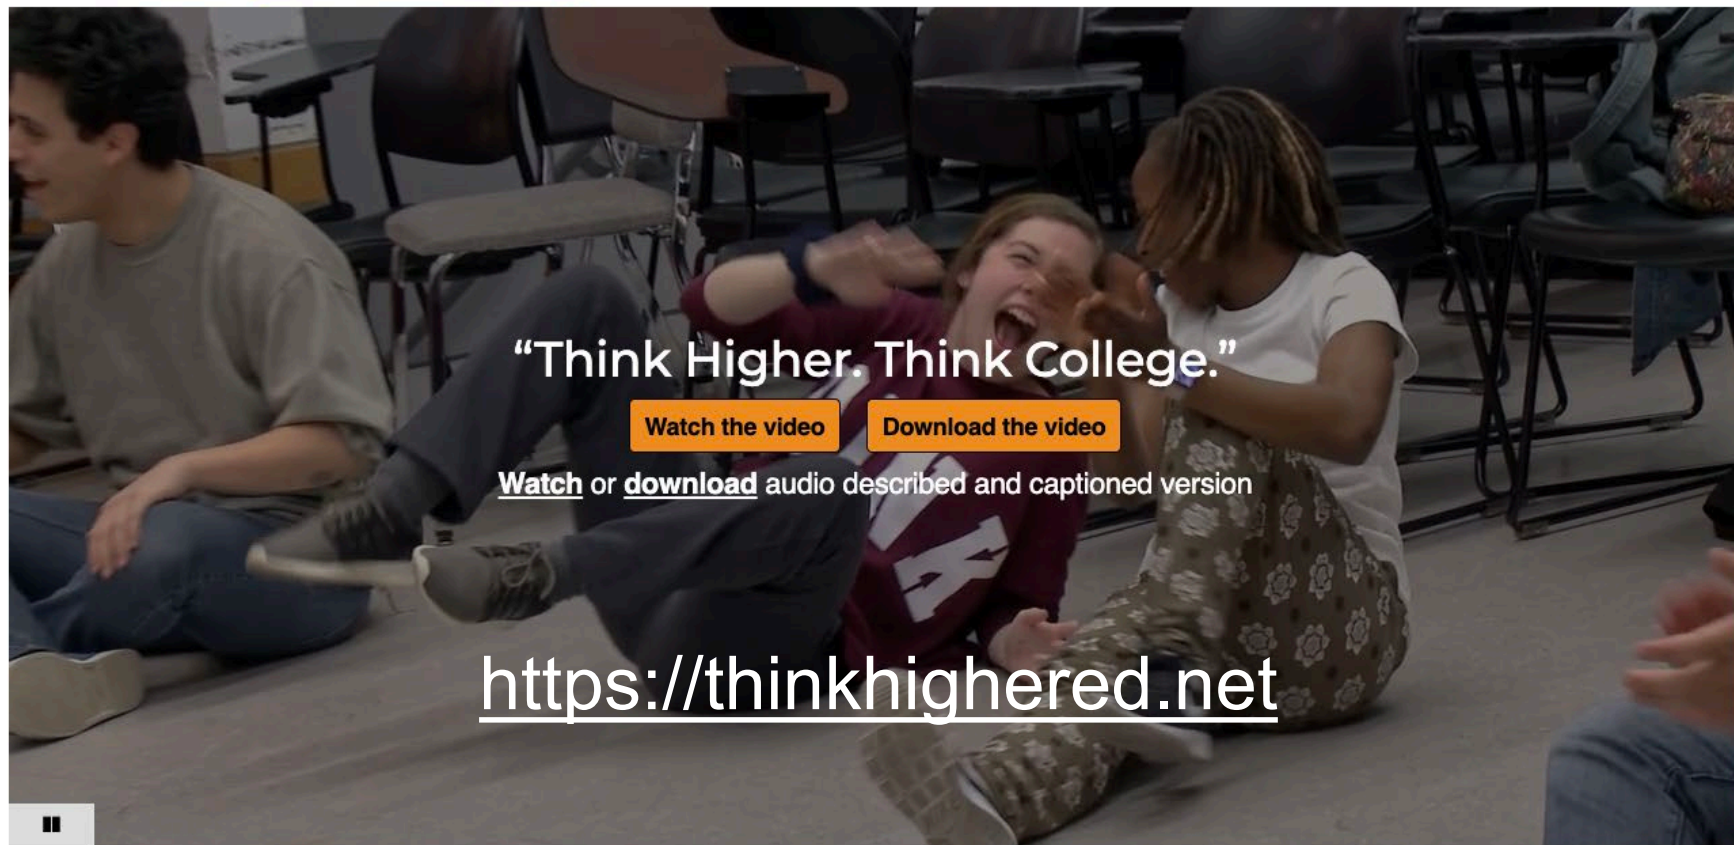 “Think Higher. Think College.”
Watch the video Download the video
Watch or download audio described and captioned version
NK
https://thinkhighered.net